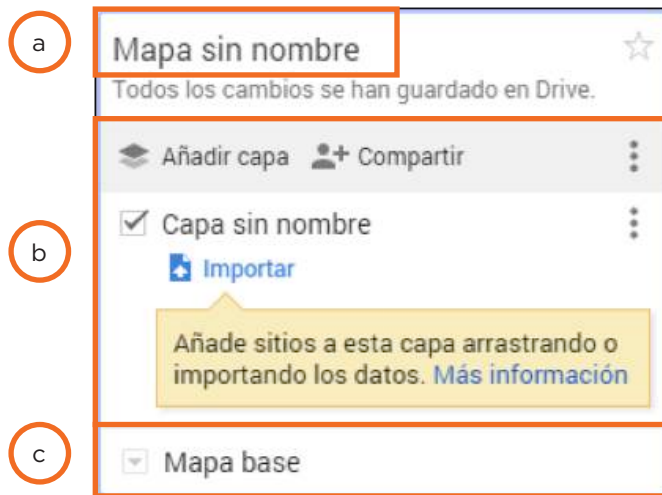 a
Mapa sin nombre
Todos los cambios se han guardado en Drive.
Añadir capa Compartir
Capa sin nombre
b
Importar
Añade sitios a esta capa arrastrando o
importando los datos. Más información
c
Mapa base